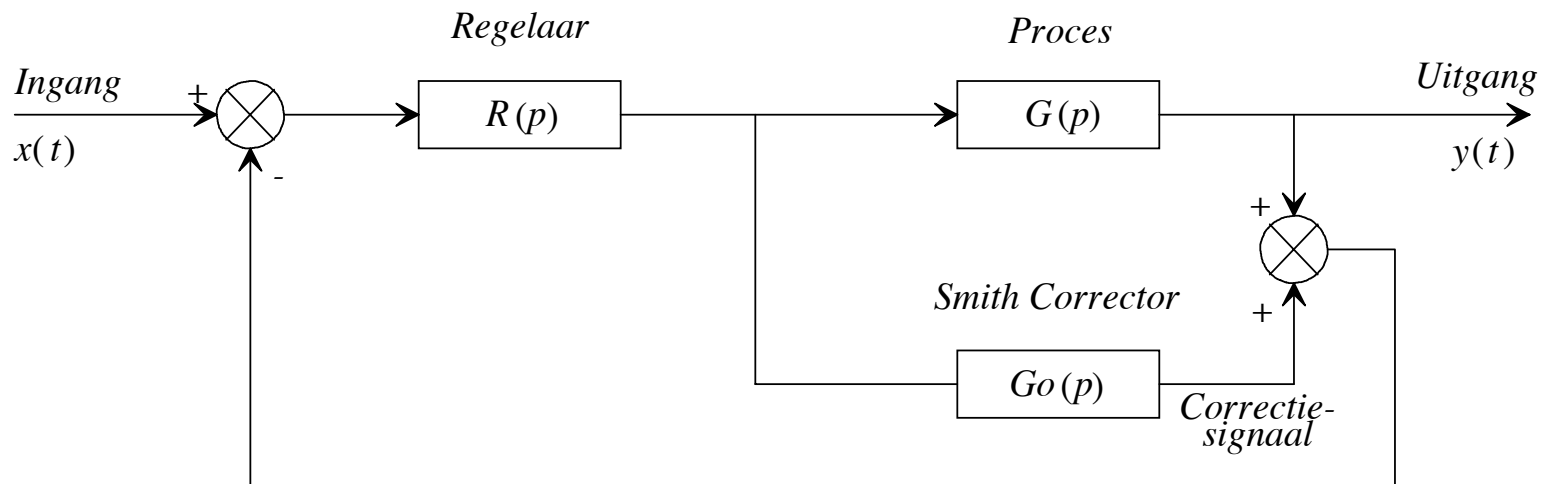 Regelaar
Proces
Ingang
+
R(p)
G(p)
Uitgang
x(t)
-
y(t)
+
Smith Corrector
+
Go(p)
Correctie-
signaal